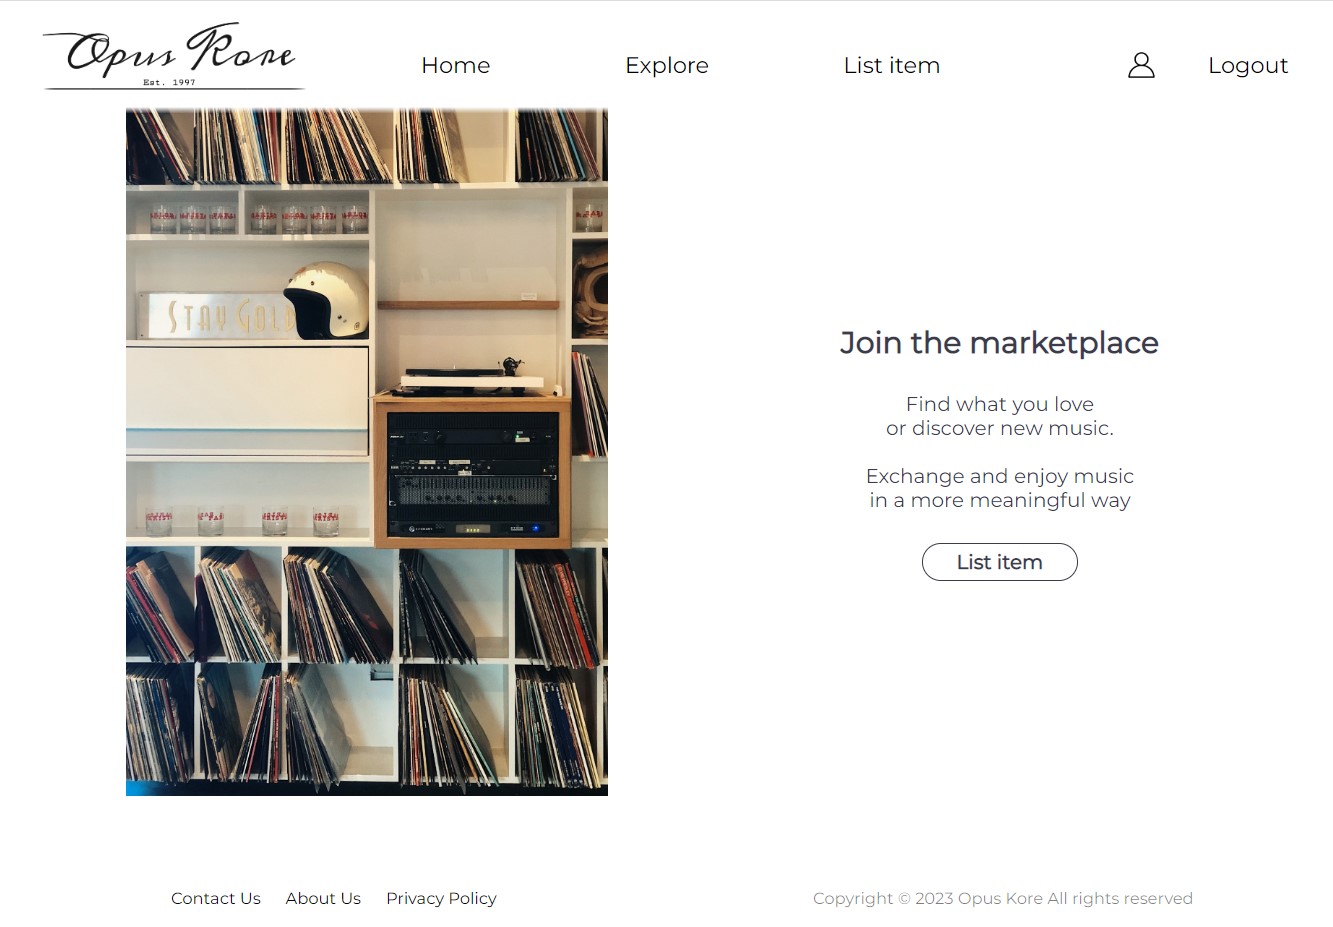 Opus Kore
Est. 1997
Home
Explore
List item
Logout
STAY GOLD
Join the marketplace
Find what you love
or discover new music.
Exchange and enjoy music
in a more meaningful way
List item
Contact Us
About Us
Privacy Policy
Copyright © 2023 Opus Kore All rights reserved